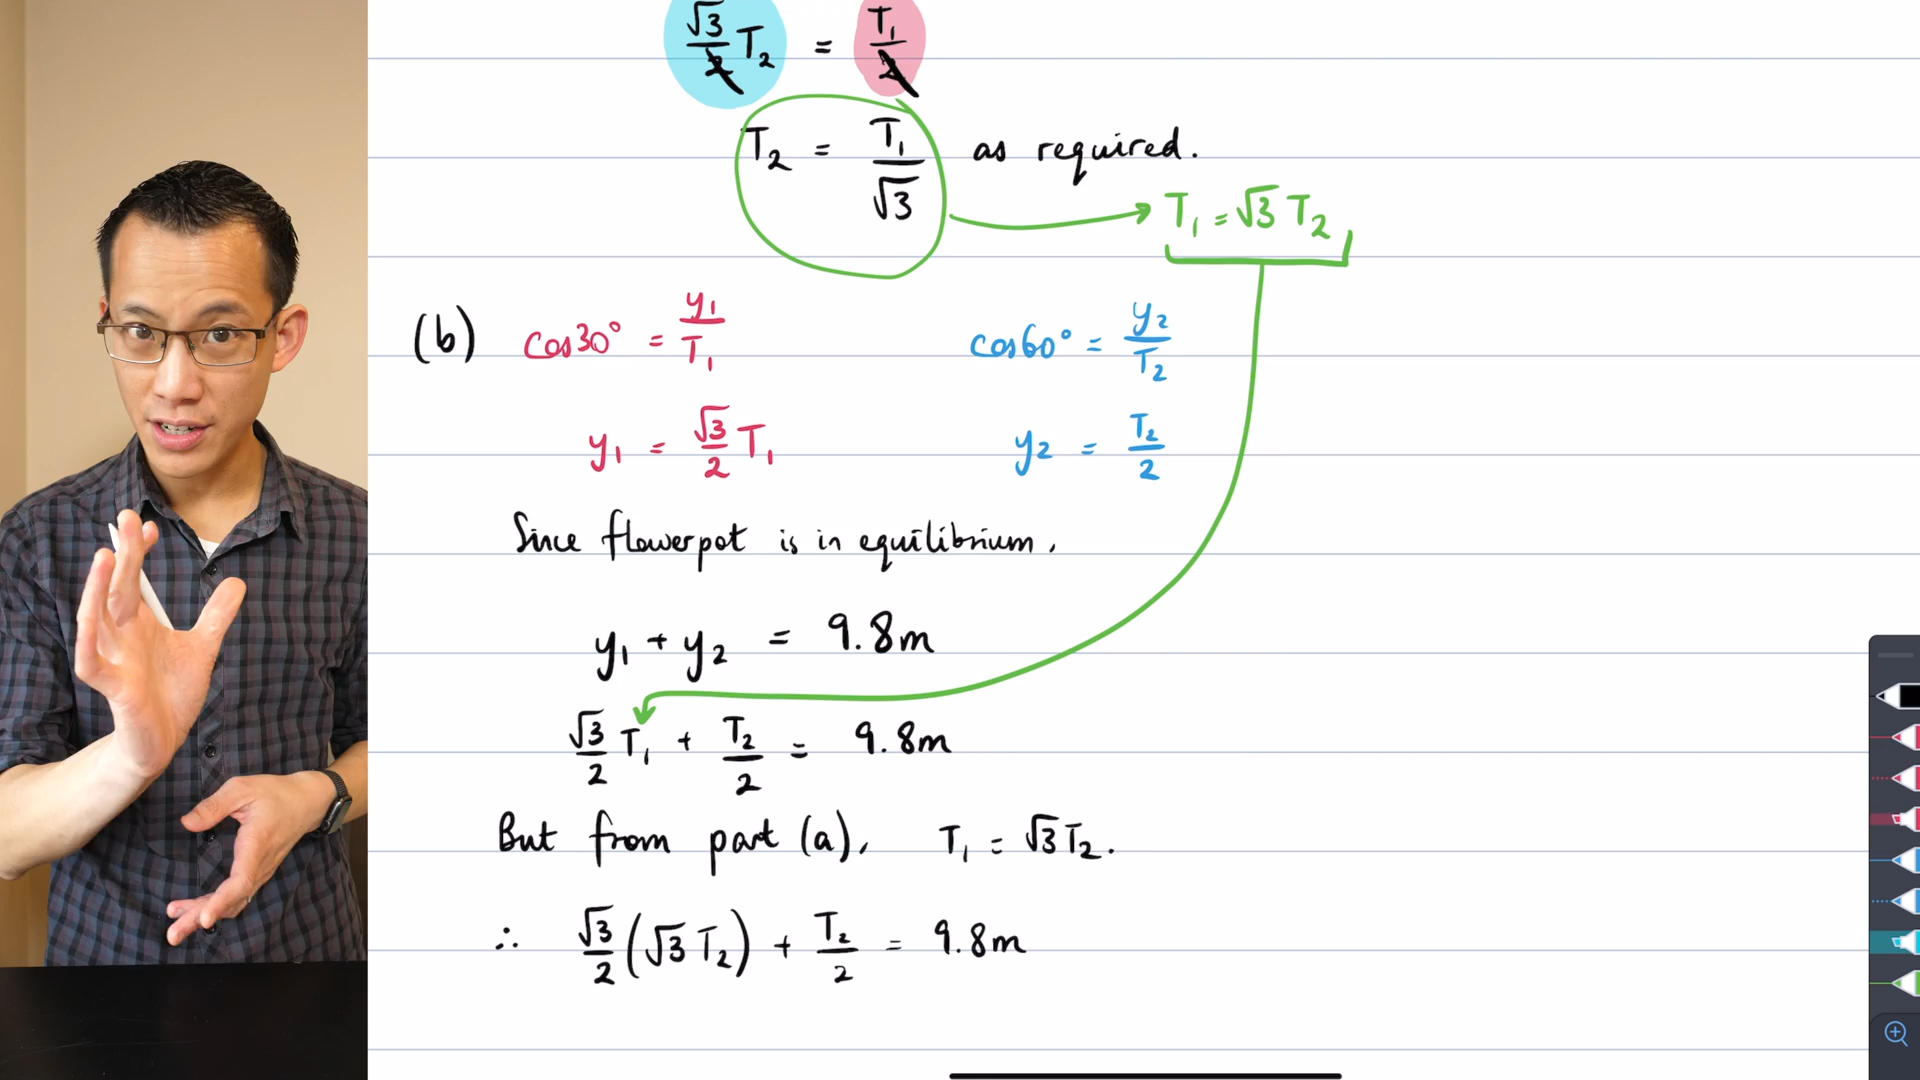 √3/2 T₂ = T₁/2
T₂ = T₁/√3 as required.
T₁ = √3 T₂
(b) cos30° = y₁/T₁ cos60° = y₂/T₂
y₁ = √3/2 T₁ y₂ = T₂/2
Since flowerpot is in equilibrium,
y₁ + y₂ = 9.8m
√3/2 T₁ + T₂/2 = 9.8m
But from part (a), T₁ = √3T₂.
∴ √3/2 (√3 T₂) + T₂/2 = 9.8m